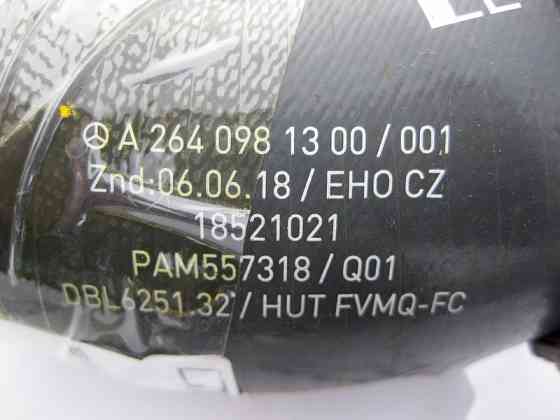 A 264 098 13 00 / 001
Znd:06.06.18 / EHO CZ
18521021
PAM557318 / Q01
DBL6251.32 / HUT FVMQ-FC